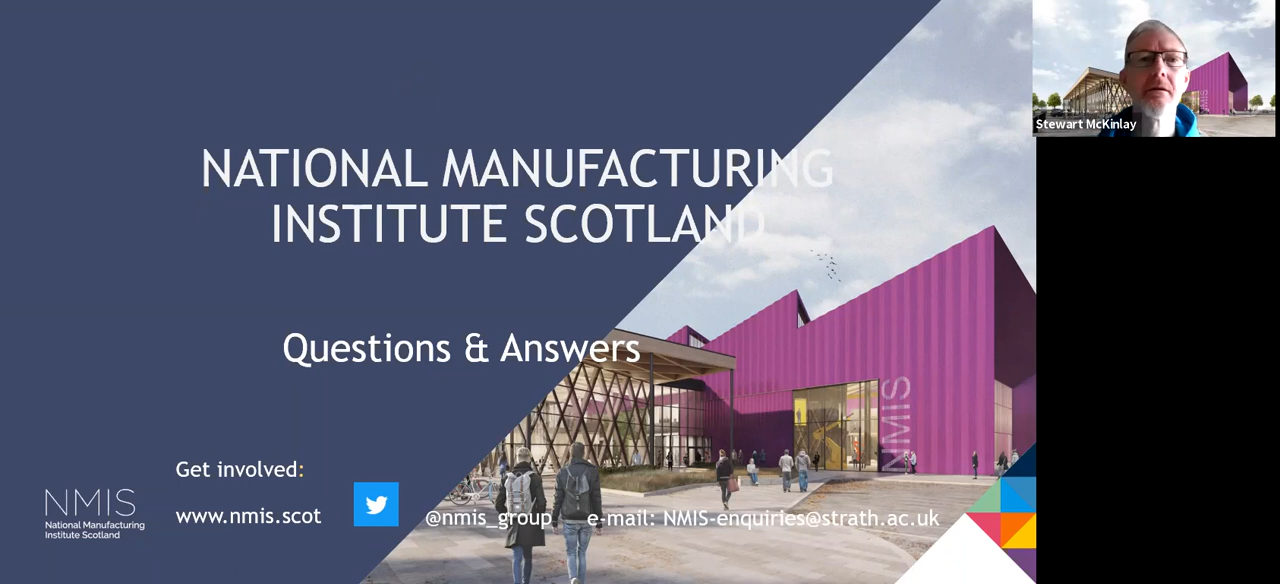 Stewart McKinlay
NATIONAL MANUFACTURING
INSTITUTE SCOTLAND
Questions & Answers
NMIS
Get involved:
www.nmis.scot
@nmis_group
e-mail: NMIS-enquiries@strath.ac.uk
NMIS
National Manufacturing
Institute Scotland
NMIS